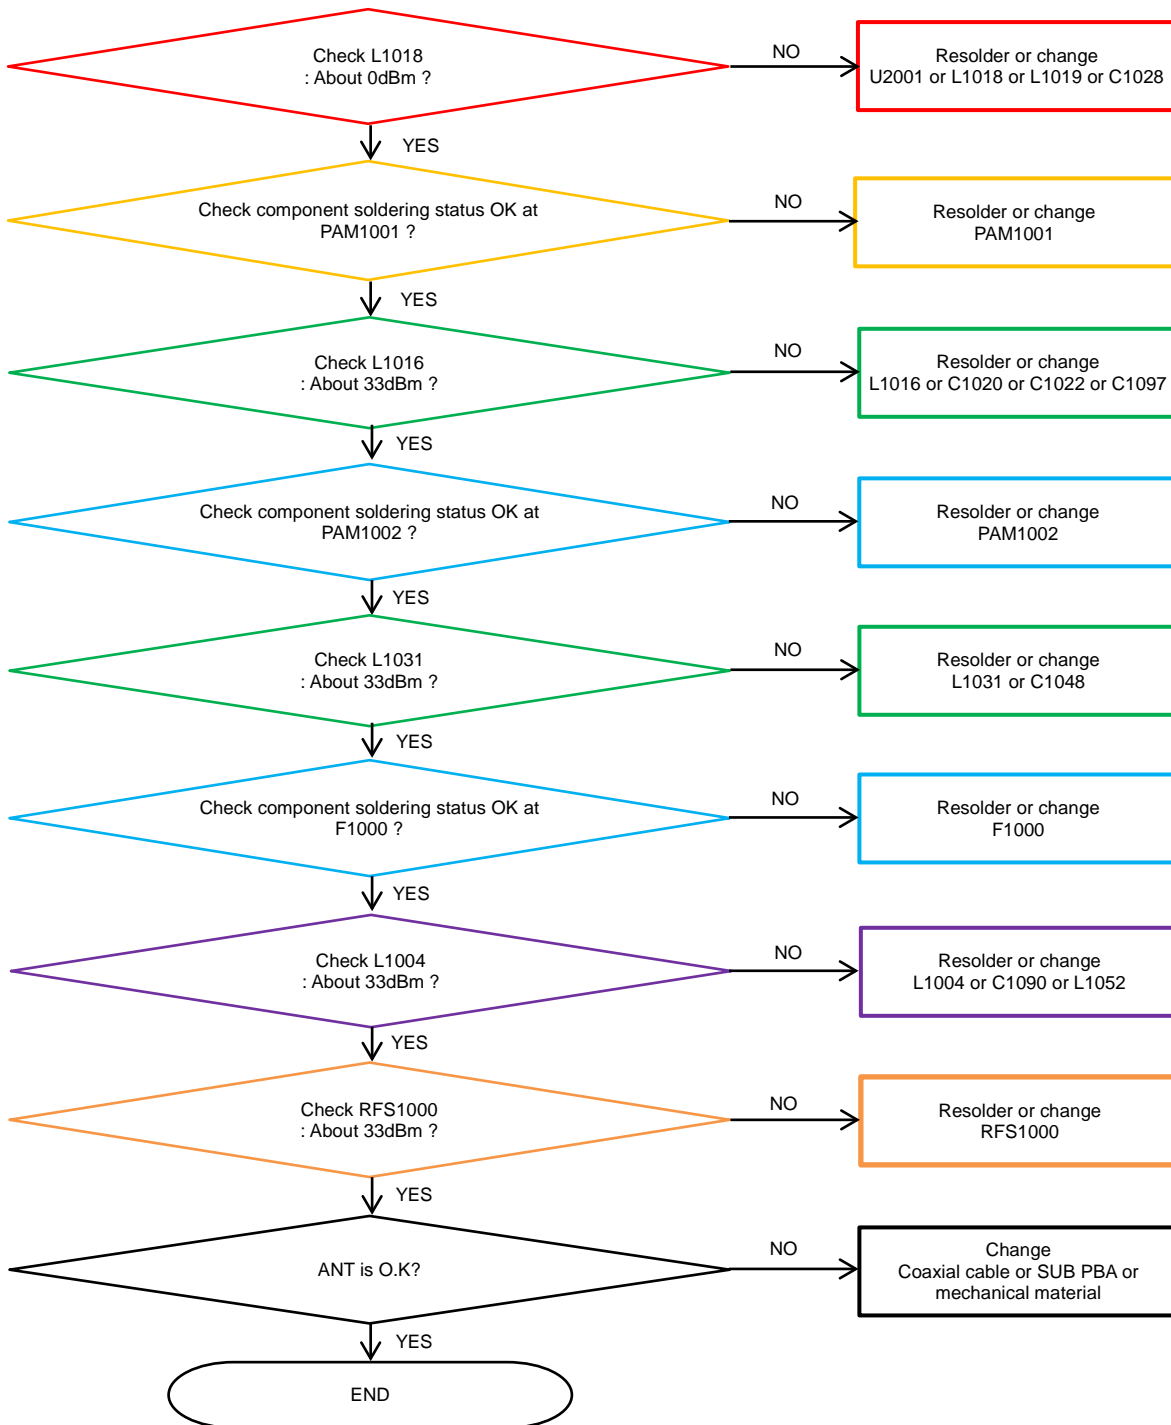 Check L1018
: About 0dBm ?
NO
Resolder or change
U2001 or L1018 or L1019 or C1028
YES
Check component soldering status OK at
PAM1001 ?
NO
Resolder or change
PAM1001
YES
Check L1016
: About 33dBm ?
NO
Resolder or change
L1016 or C1020 or C1022 or C1097
YES
Check component soldering status OK at
PAM1002 ?
NO
Resolder or change
PAM1002
YES
Check L1031
: About 33dBm ?
NO
Resolder or change
L1031 or C1048
YES
Check component soldering status OK at
F1000 ?
NO
Resolder or change
F1000
YES
Check L1004
: About 33dBm ?
NO
Resolder or change
L1004 or C1090 or L1052
YES
Check RFS1000
: About 33dBm ?
NO
Resolder or change
RFS1000
YES
ANT is O.K?
NO
Change
Coaxial cable or SUB PBA or
mechanical material
YES
END